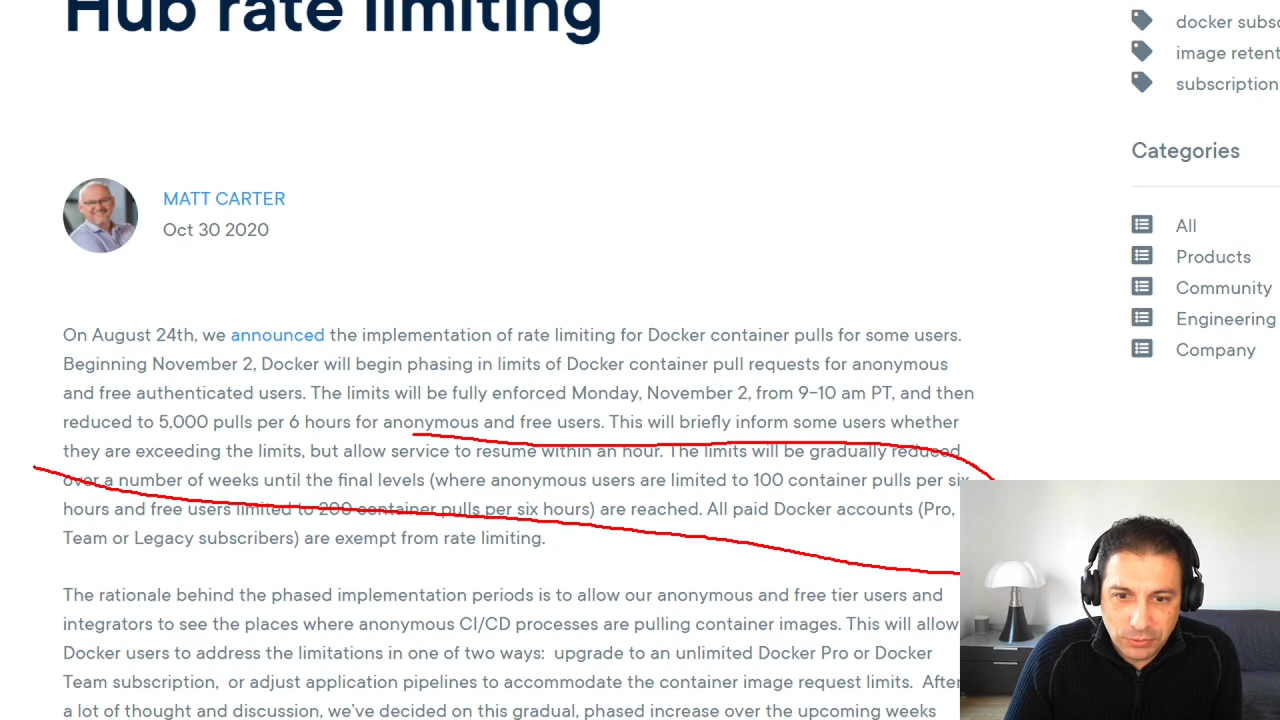 Hub rate limiting
MATT CARTER
Oct 30 2020
On August 24th, we announced the implementation of rate limiting for Docker container pulls for some users.
Beginning November 2, Docker will begin phasing in limits of Docker container pull requests for anonymous
and free authenticated users. The limits will be fully enforced Monday, November 2, from 9–10 am PT, and then
reduced to 5,000 pulls per 6 hours for anonymous and free users. This will briefly inform some users whether
they are exceeding the limits, but allow service to resume within an hour. The limits will be gradually reduced
over a number of weeks until the final levels (where anonymous users are limited to 100 container pulls per six
hours and free users limited to 200 container pulls per six hours) are reached. All paid Docker accounts (Pro,
Team or Legacy subscribers) are exempt from rate limiting.
The rationale behind the phased implementation periods is to allow our anonymous and free tier users and
integrators to see the places where anonymous CI/CD processes are pulling container images. This will allow
Docker users to address the limitations in one of two ways: upgrade to an unlimited Docker Pro or Docker
Team subscription, or adjust application pipelines to accommodate the container image request limits. After
a lot of thought and discussion, we've decided on this gradual, phased increase over the upcoming weeks
docker subsc
image retent
subscription
Categories
All
Products
Community
Engineering
Company